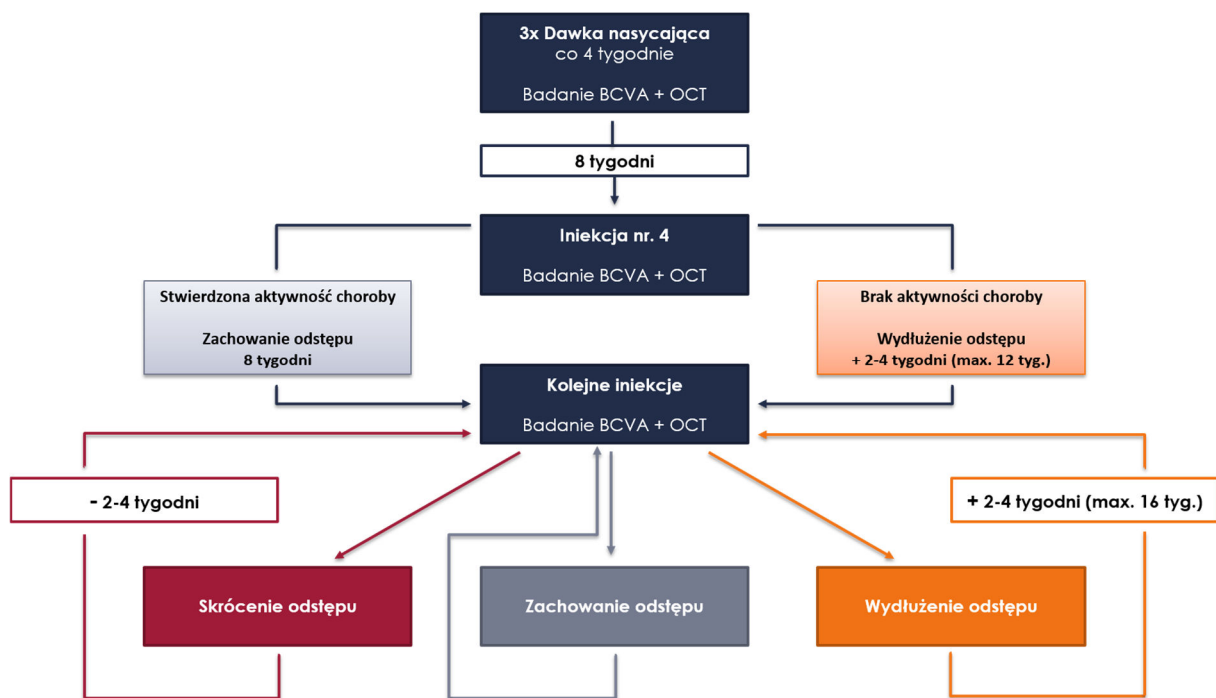 3x Dawka nasycająca
co 4 tygodnie
Badanie BCVA + OCT
8 tygodni
Iniekcja nr. 4
Badanie BCVA + OCT
Stwierdzona aktywność choroby
Zachowanie odstępu
8 tygodni
Brak aktywności choroby
Wydłużenie odstępu
+ 2-4 tygodni (max. 12 tyg.)
Kolejne iniekcje
Badanie BCVA + OCT
- 2-4 tygodni
+ 2-4 tygodni (max. 16 tyg.)
Skrócenie odstępu
Zachowanie odstępu
Wydłużenie odstępu